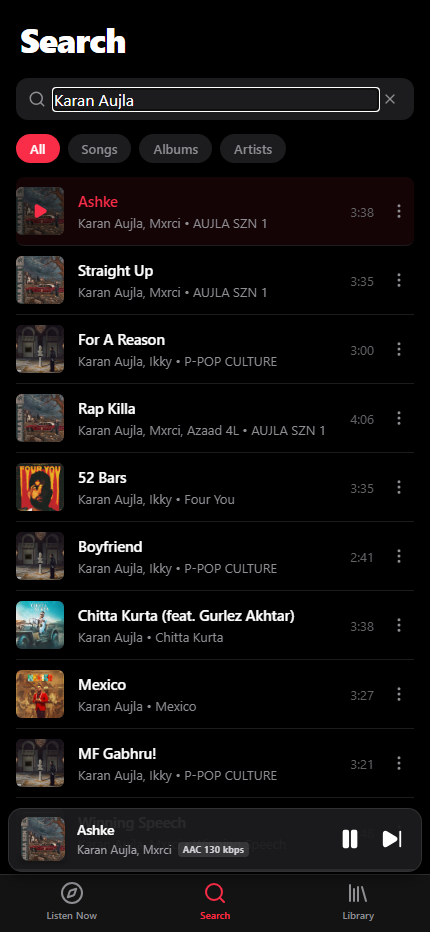 Search
Karan Aujla
All
Songs
Albums
Artists
Ashke
Karan Aujla, Mxrci • AUJLA SZN 1
3:38
Straight Up
Karan Aujla, Mxrci • AUJLA SZN 1
3:35
For A Reason
Karan Aujla, Ikky • P-POP CULTURE
3:00
Rap Killa
Karan Aujla, Mxrci, Azaad 4L • AUJLA SZN 1
4:06
FOUR YOU
52 Bars
Karan Aujla, Ikky • Four You
3:35
Boyfriend
Karan Aujla, Ikky • P-POP CULTURE
2:41
Chitta Kurta (feat. Gurlez Akhtar)
Karan Aujla • Chitta Kurta
3:38
Mexico
Karan Aujla • Mexico
3:27
MF Gabhru!
Karan Aujla, Ikky • P-POP CULTURE
3:21
Winning Speech
Ashke
Karan Aujla, Mxrci
AAC 130 kbps
Listen Now
Search
Library